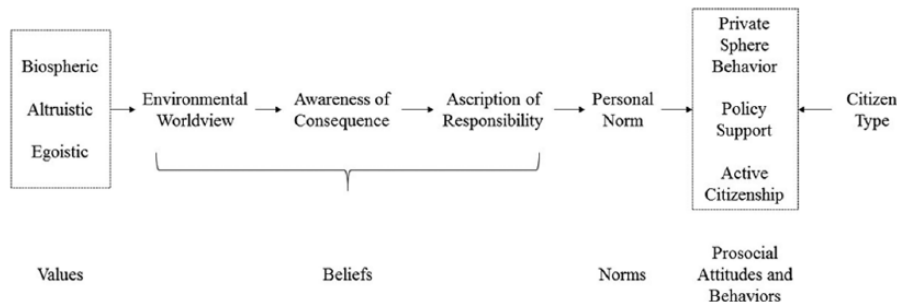 Biospheric
Altruistic
Egoistic
Environmental
Worldview
Awareness of
Consequence
Ascription of
Responsibility
Personal
Norm
Private
Sphere
Behavior
Policy
Support
Active
Citizenship
Citizen
Type
Values
Beliefs
Norms
Prosocial
Attitudes and
Behaviors